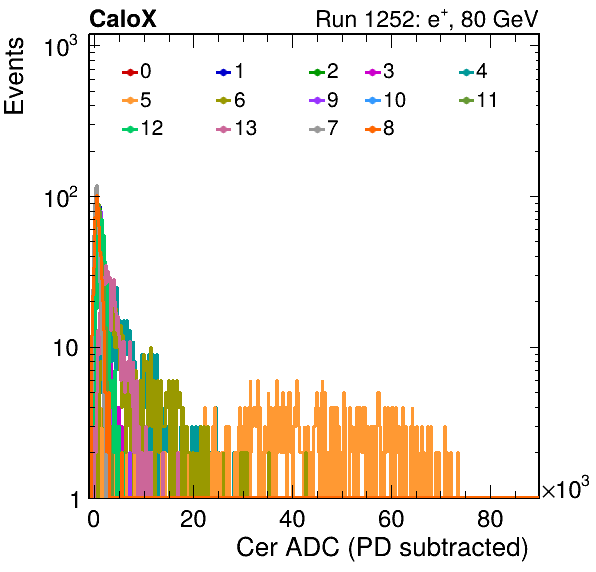 CaloX Run 1252: e⁺, 80 GeV
Events
10³
0 1 2 3 4
5 6 9 10 11
12 13 7 8
10²
10
1
0 20 40 60 80 ×10³
Cer ADC (PD subtracted)